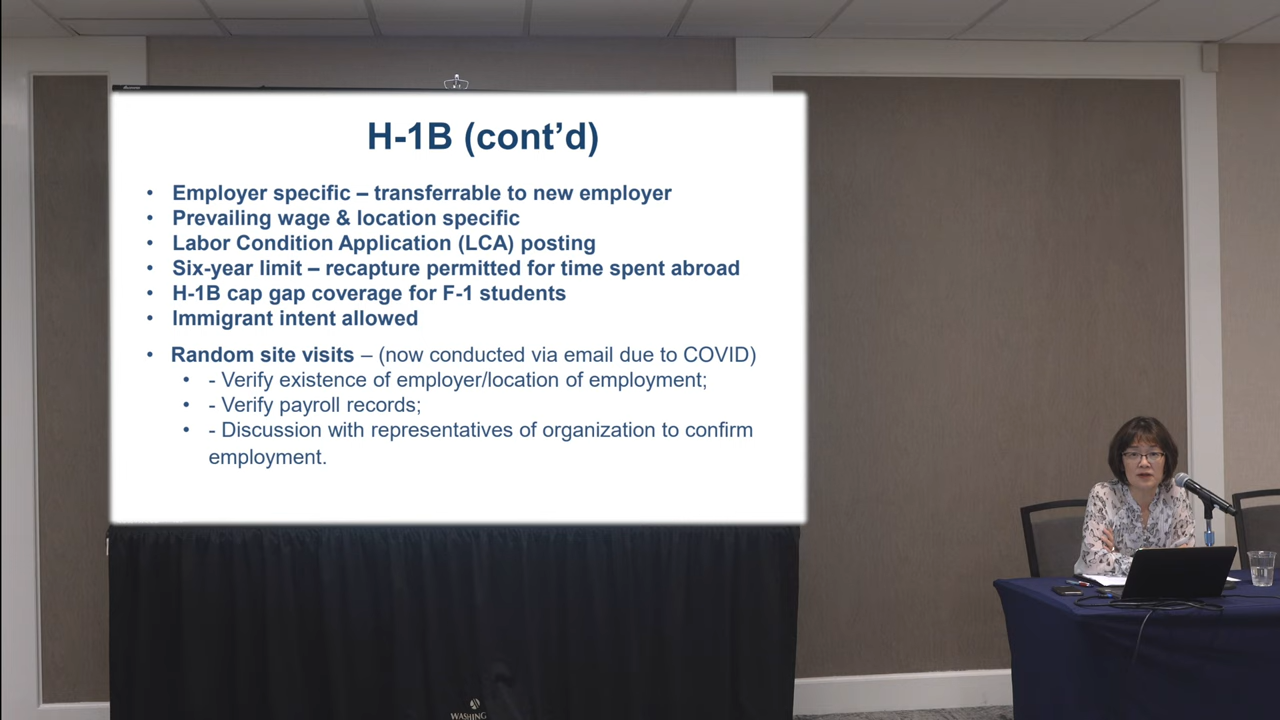 H-1B (cont’d)
• Employer specific – transferrable to new employer
• Prevailing wage & location specific
• Labor Condition Application (LCA) posting
• Six-year limit – recapture permitted for time spent abroad
• H-1B cap gap coverage for F-1 students
• Immigrant intent allowed
• Random site visits – (now conducted via email due to COVID)
• - Verify existence of employer/location of employment;
• - Verify payroll records;
• - Discussion with representatives of organization to confirm
employment.
WASHING